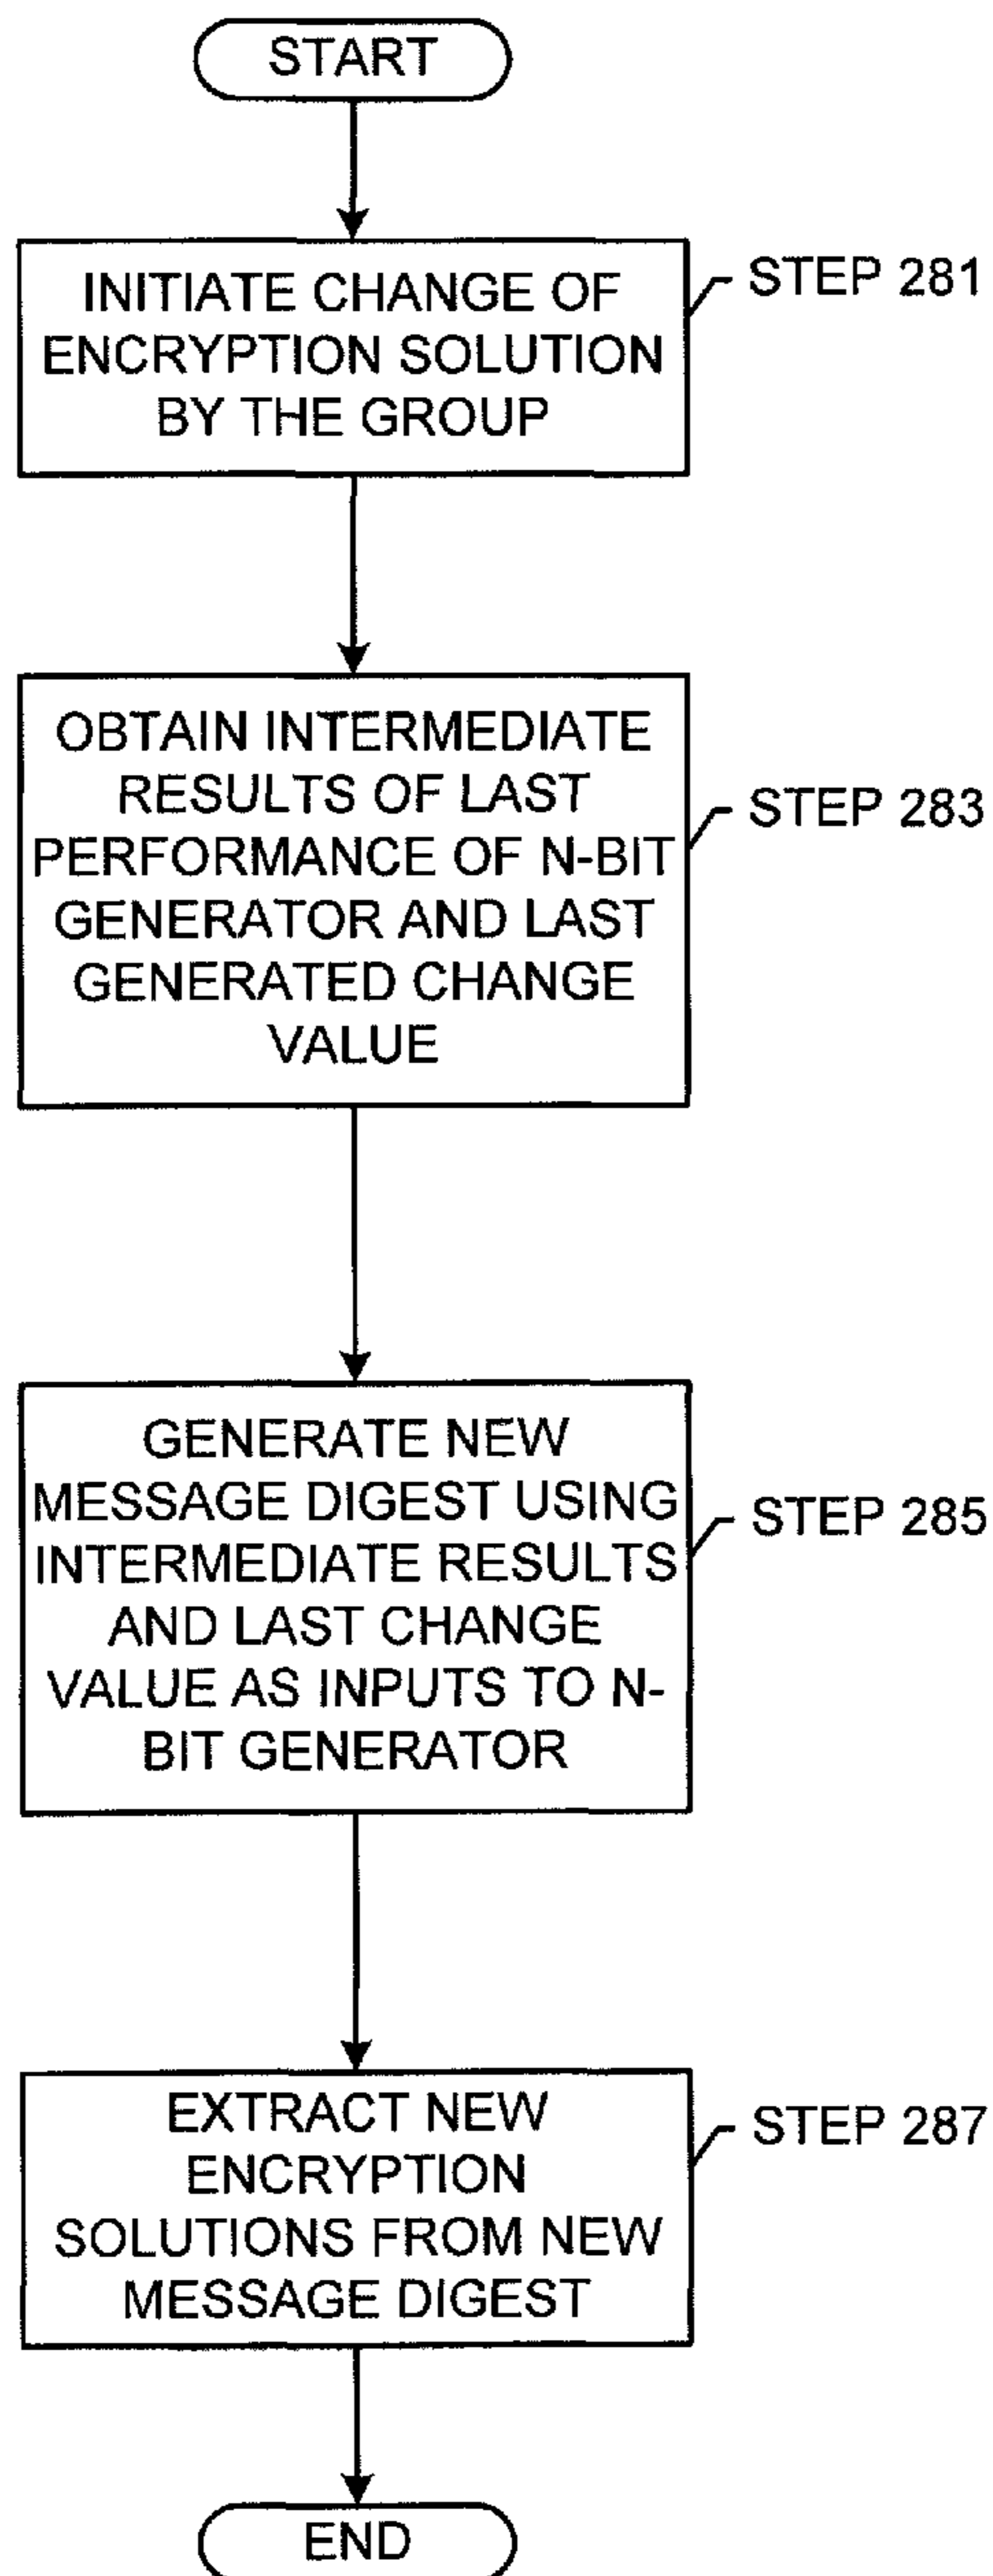 START
INITIATE CHANGE OF
ENCRYPTION SOLUTION
BY THE GROUP
STEP 281
OBTAIN INTERMEDIATE
RESULTS OF LAST
PERFORMANCE OF N-BIT
GENERATOR AND LAST
GENERATED CHANGE
VALUE
STEP 283
GENERATE NEW
MESSAGE DIGEST USING
INTERMEDIATE RESULTS
AND LAST CHANGE
VALUE AS INPUTS TO N-
BIT GENERATOR
STEP 285
EXTRACT NEW
ENCRYPTION
SOLUTIONS FROM NEW
MESSAGE DIGEST
STEP 287
END